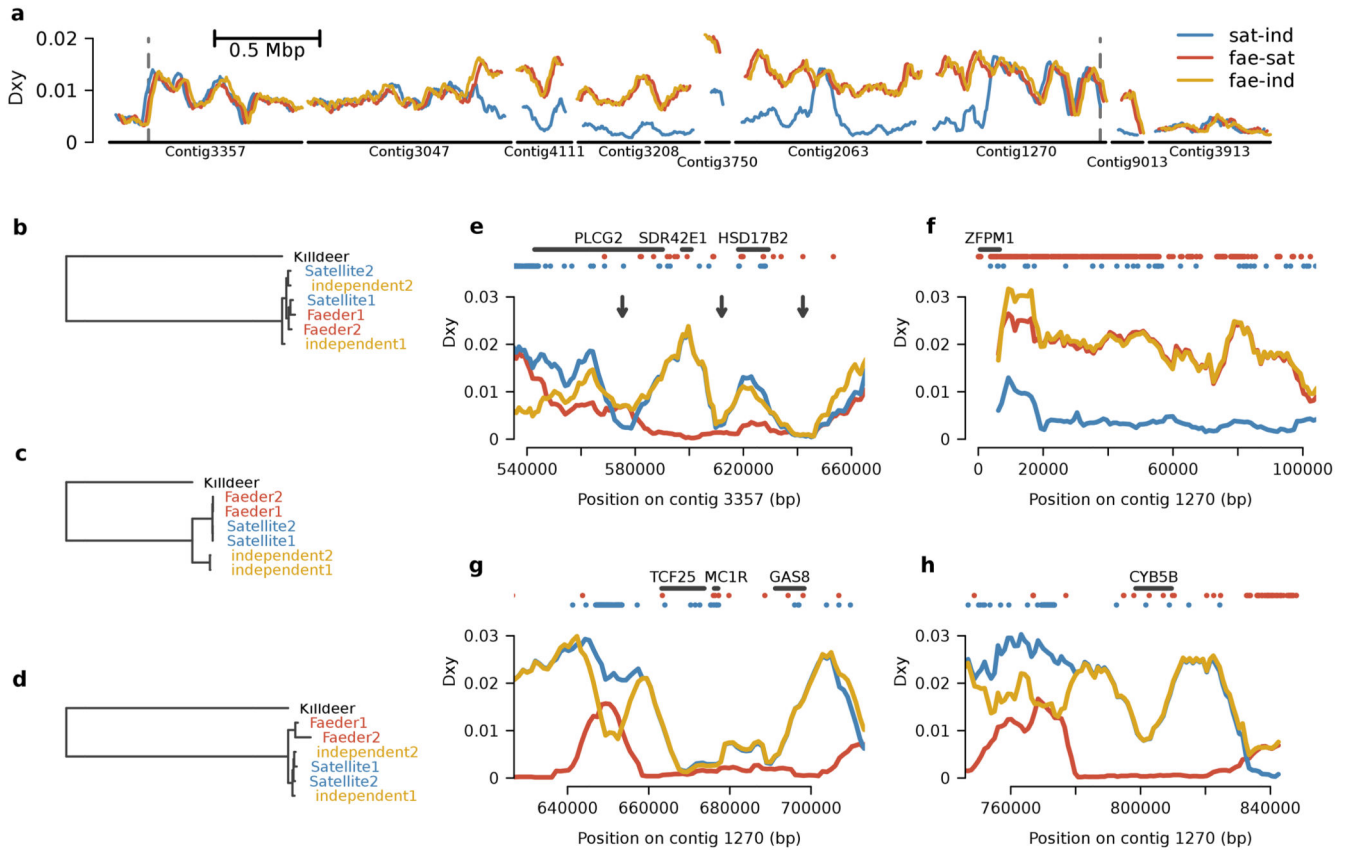 a
0.02
0.01
0
Dxy
0.5 Mbp
sat-ind
fae-sat
fae-ind
Contig3357
Contig3047
Contig4111
Contig3208
Contig3750
Contig2063
Contig1270
Contig9013
Contig3913
b
Killdeer
Satellite2
independent2
Satellite1
Faeder1
Faeder2
independent1
c
Killdeer
Faeder2
Faeder1
Satellite2
Satellite1
independent2
independent1
d
Killdeer
Faeder1
Faeder2
independent2
Satellite1
Satellite2
independent1
e
PLCG2 SDR42E1 HSD17B2
0.03
0.02
0.01
0
Dxy
540000 580000 620000 660000
Position on contig 3357 (bp)
f
ZFPM1
0.03
0.02
0.01
0
Dxy
0 20000 60000 100000
Position on contig 1270 (bp)
g
TCF25 MC1R GAS8
0.03
0.02
0.01
0
Dxy
640000 660000 680000 700000
Position on contig 1270 (bp)
h
CYB5B
0.03
0.02
0.01
0
Dxy
760000 800000 840000
Position on contig 1270 (bp)